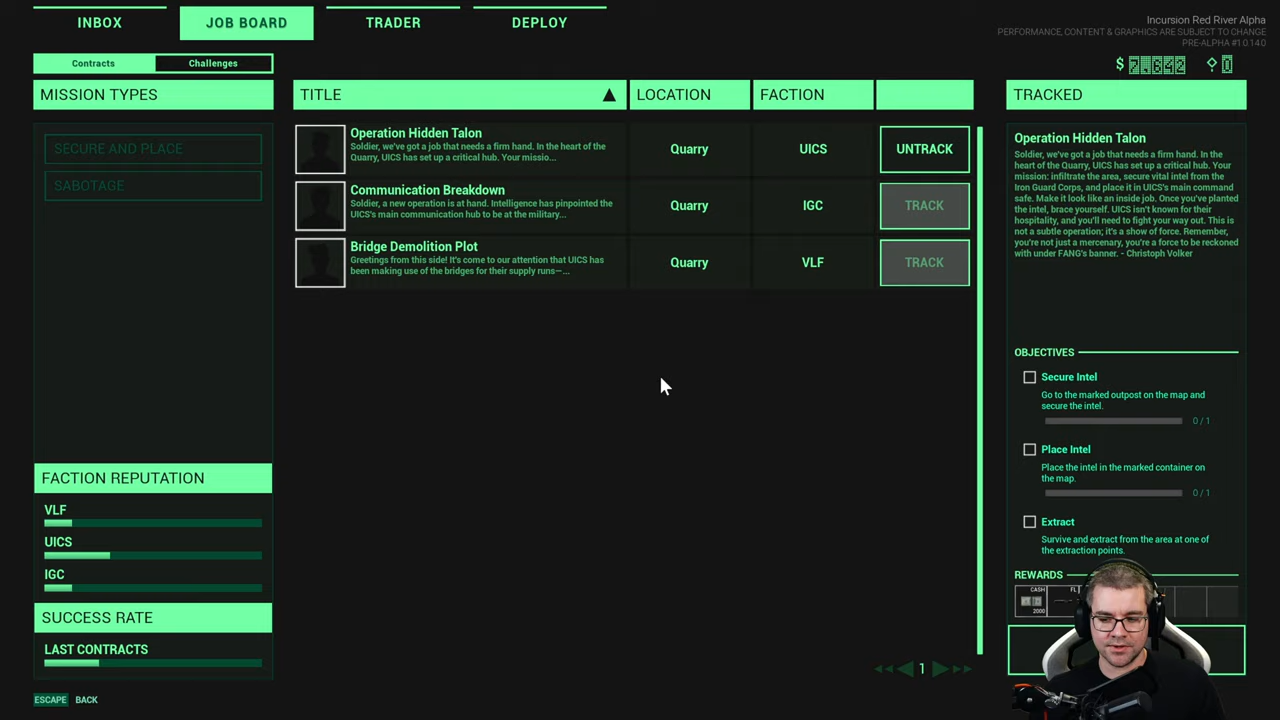 INBOX
JOB BOARD
TRADER
DEPLOY
Incursion Red River Alpha
PERFORMANCE, CONTENT & GRAPHICS ARE SUBJECT TO CHANGE
PRE-ALPHA #1.0.14.0
Contracts
Challenges
$
MISSION TYPES
SECURE AND PLACE
SABOTAGE
FACTION REPUTATION
VLF
UICS
IGC
SUCCESS RATE
LAST CONTRACTS
ESCAPE BACK
TITLE
LOCATION
FACTION
Operation Hidden Talon
Soldier, we've got a job that needs a firm hand. In the heart of the
Quarry, UICS has set up a critical hub. Your missio...
Quarry
UICS
UNTRACK
Communication Breakdown
Soldier, a new operation is at hand. Intelligence has pinpointed the
UICS's main communication hub to be at the military...
Quarry
IGC
TRACK
Bridge Demolition Plot
Greetings from this side! It's come to our attention that UICS has
been making use of the bridges for their supply runs—...
Quarry
VLF
TRACK
1
TRACKED
Operation Hidden Talon
Soldier, we've got a job that needs a firm hand. In the
heart of the Quarry, UICS has set up a critical hub. Your
mission: infiltrate the area, secure vital intel from the
Iron Guard Corps, and place it in UICS's main command
safe. Make it look like an inside job. Once you've planted
the intel, brace yourself. UICS isn't known for their
hospitality, and you'll need to fight your way out. This is
not a subtle operation; it's a show of force. Remember,
you're not just a mercenary, you're a force to be reckoned
with under FANG's banner. - Christoph Volker
OBJECTIVES
Secure Intel
Go to the marked outpost on the map and
secure the intel.
0 / 1
Place Intel
Place the intel in the marked container on
the map.
0 / 1
Extract
Survive and extract from the area at one of
the extraction points.
REWARDS
CASH
2000
FL